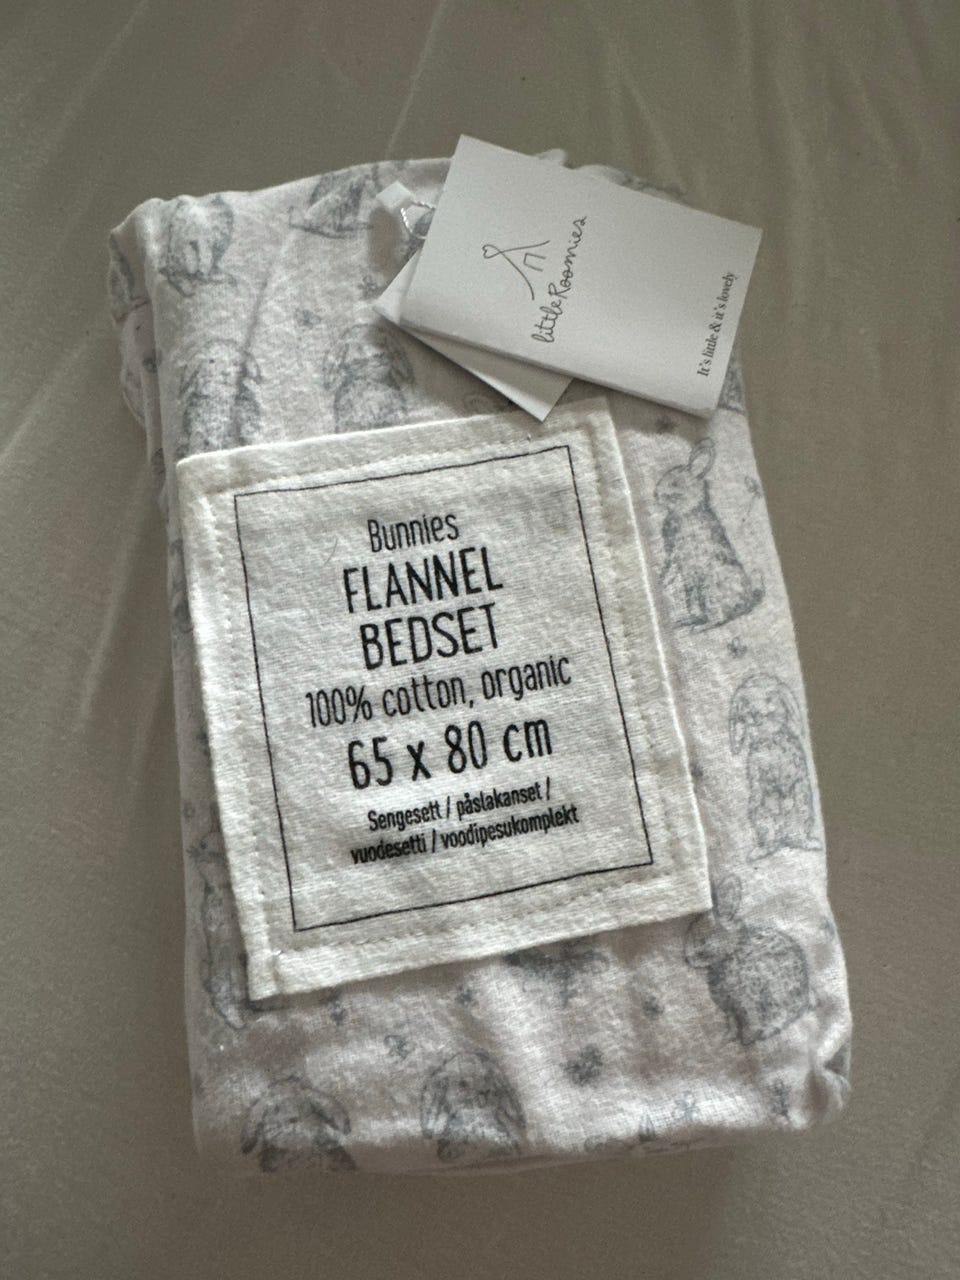 little Roomies
It's little & it's lovely
Bunnies
FLANNEL
BEDSET
100% cotton, organic
65 x 80 cm
Sengesett / påslakanset /
vuodesetti / voodipesukomplekt